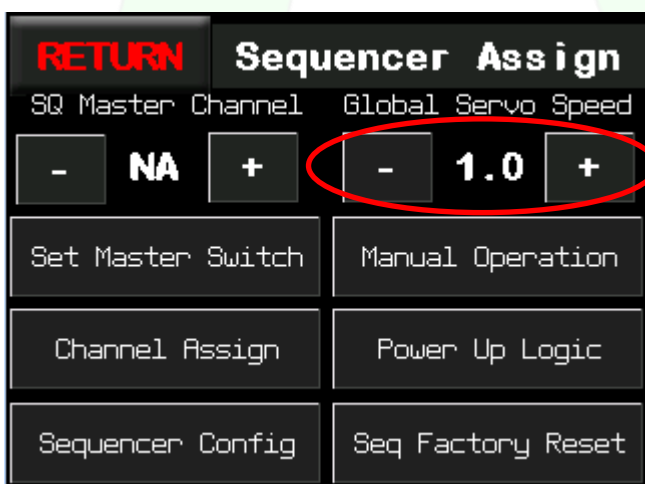 RETURN Sequencer Assign
SQ Master Channel Global Servo Speed
- NA + - 1.0 +
Set Master Switch Manual Operation
Channel Assign Power Up Logic
Sequencer Config Seq Factory Reset